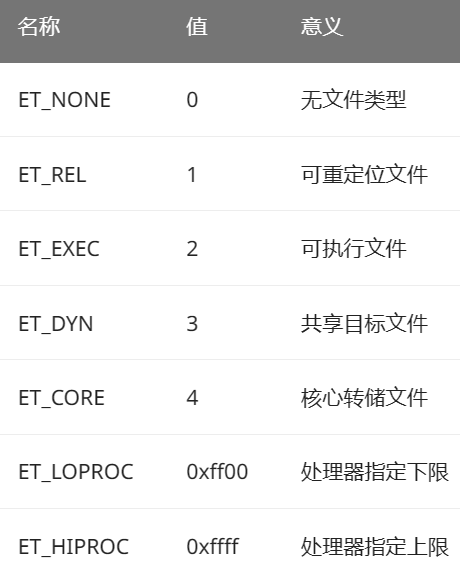 名称 值 意义
ET_NONE 0 无文件类型
ET_REL 1 可重定位文件
ET_EXEC 2 可执行文件
ET_DYN 3 共享目标文件
ET_CORE 4 核心转储文件
ET_LOPROC 0xff00 处理器指定下限
ET_HIPROC 0xffff 处理器指定上限